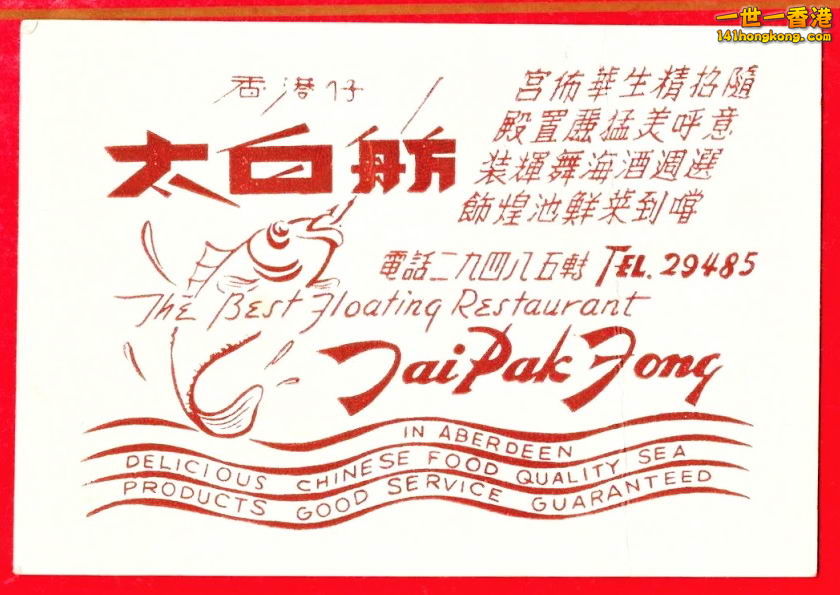 一世一香港
141hongkong.com
香港仔
太白舫
隨意選嚐
招呼週到
精美酒菜
生猛海鮮
華廳舞池
佈置輝煌
宮殿装飾
電話二九四八五 TEL. 29485
The Best Floating Restaurant
Tai Pak Fong
IN ABERDEEN
DELICIOUS CHINESE FOOD QUALITY SEA
PRODUCTS GOOD SERVICE GUARANTEED